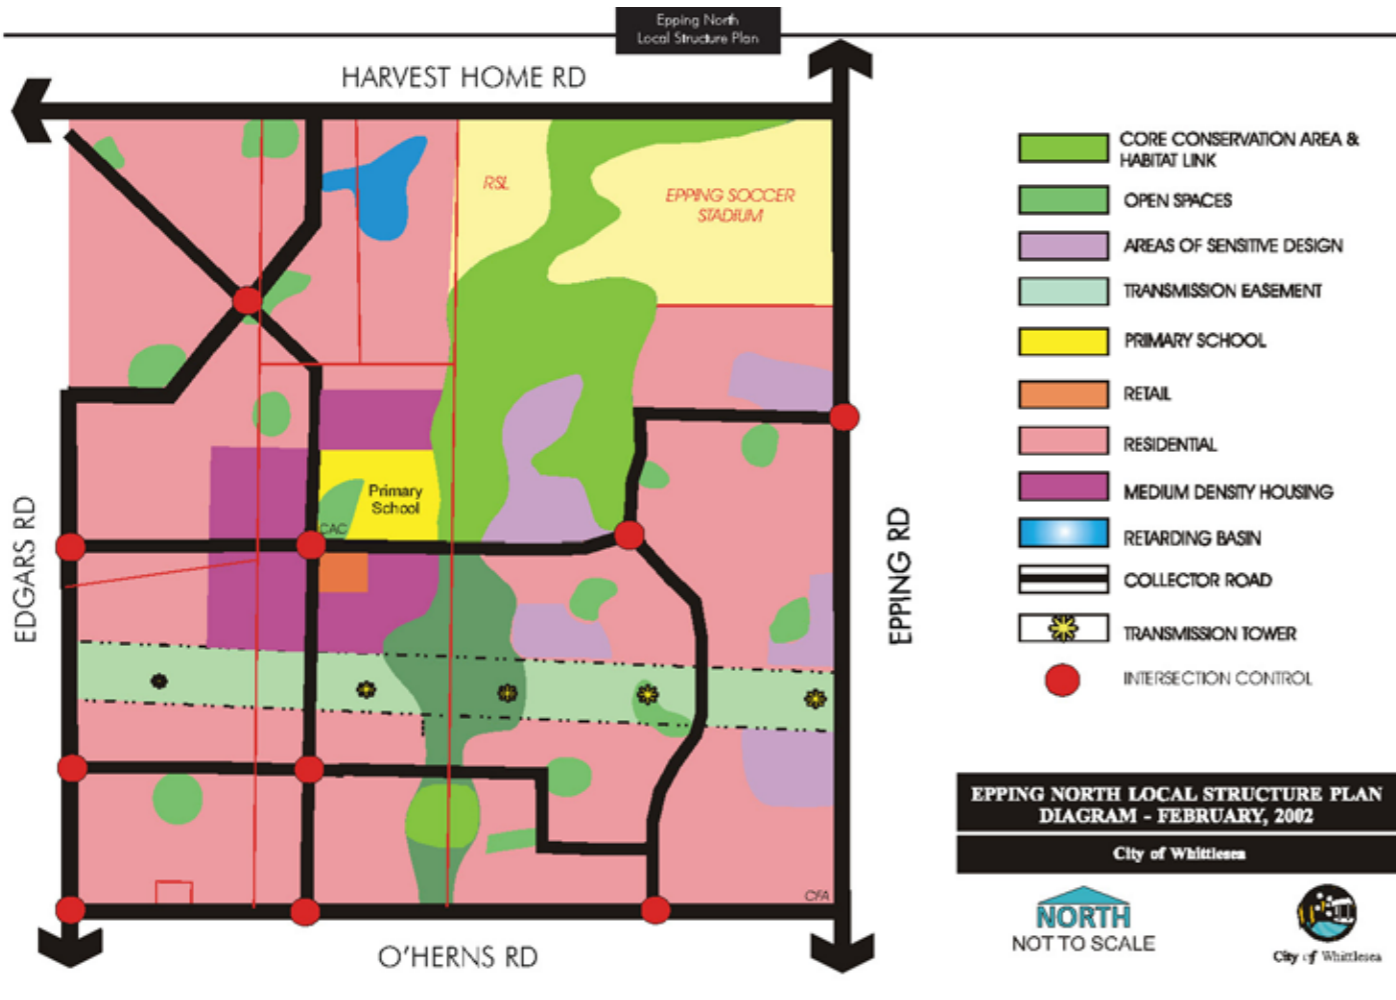 Epping North
Local Structure Plan
HARVEST HOME RD
RSL
EPPING SOCCER
STADIUM
Primary
School
CAC
EDGARS RD
EPPING RD
CFA
O'HERNS RD
CORE CONSERVATION AREA &
HABITAT LINK
OPEN SPACES
AREAS OF SENSITIVE DESIGN
TRANSMISSION EASEMENT
PRIMARY SCHOOL
RETAIL
RESIDENTIAL
MEDIUM DENSITY HOUSING
RETARDING BASIN
COLLECTOR ROAD
TRANSMISSION TOWER
INTERSECTION CONTROL
EPPING NORTH LOCAL STRUCTURE PLAN
DIAGRAM - FEBRUARY, 2002
City of Whittlesea
NORTH
NOT TO SCALE
City of Whittlesea